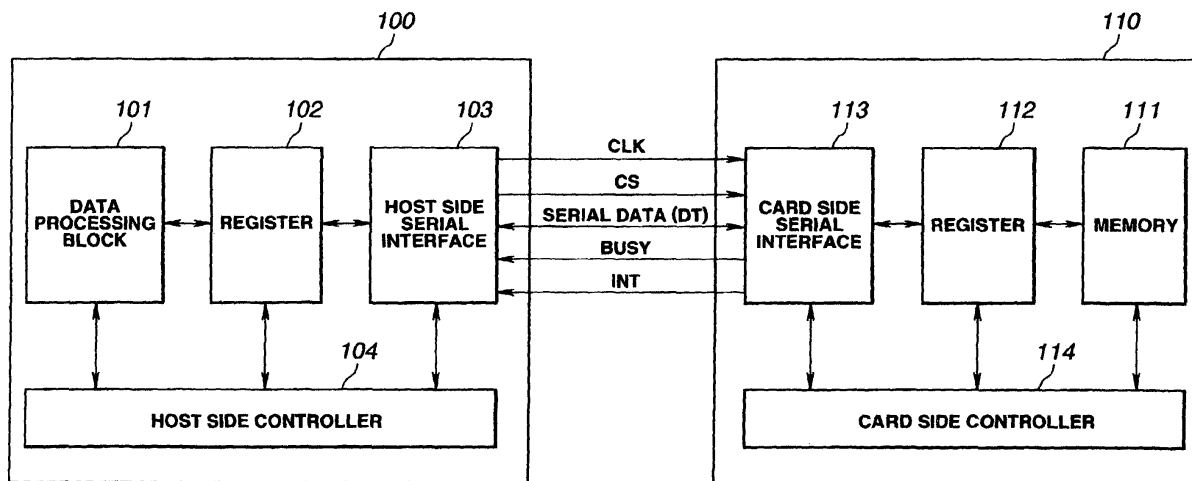 100
110
101
102
103
113
112
111
DATA
PROCESSING
BLOCK
REGISTER
HOST SIDE
SERIAL
INTERFACE
CLK
CS
SERIAL DATA (DT)
BUSY
INT
CARD SIDE
SERIAL
INTERFACE
REGISTER
MEMORY
104
114
HOST SIDE CONTROLLER
CARD SIDE CONTROLLER